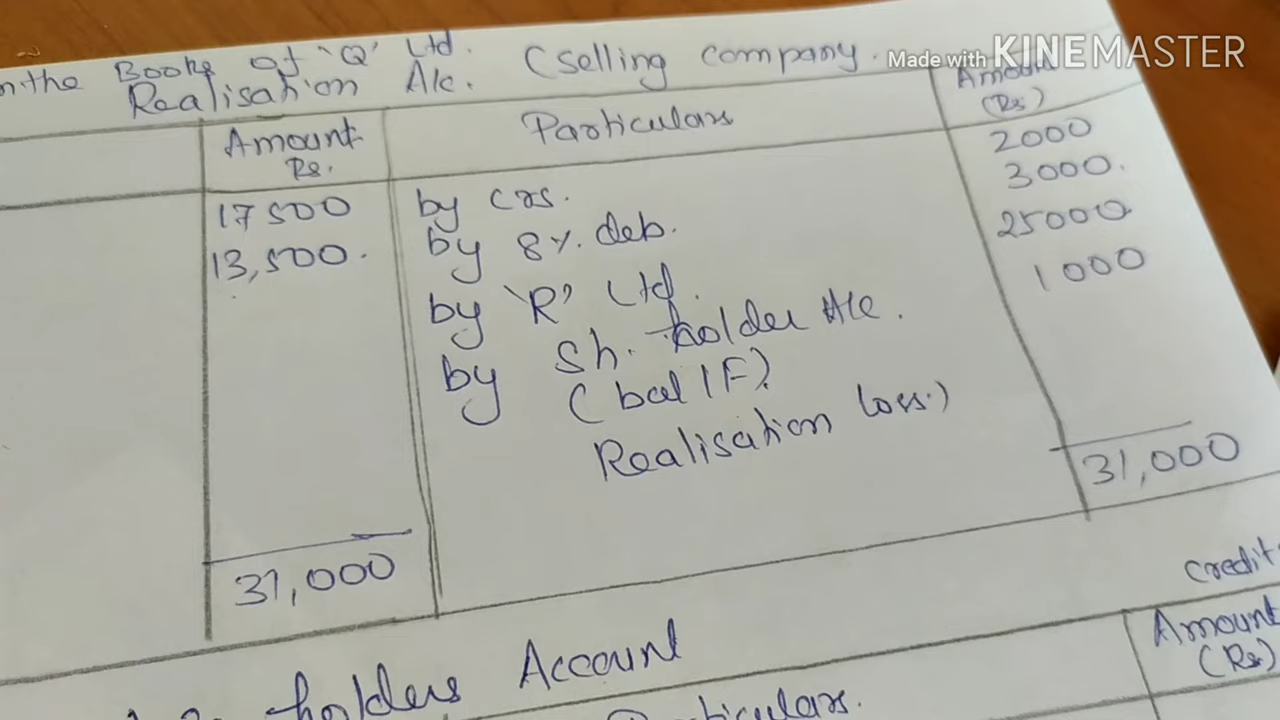 Made with KINEMASTER
n.the Books of 'Q' Ltd. (Selling company.
Realisation A/c.
Amount Rs. Particulars Amount (Rs)
17500 by crs. 2000
13,500. by 8% deb. 3000.
by 'R' Ltd. 25000
by Sh. holder A/c. 1000
(bal/F).
Realisation loss.)
31,000 31,000
Credit
holders Account
Particulars. Amount (Rs)